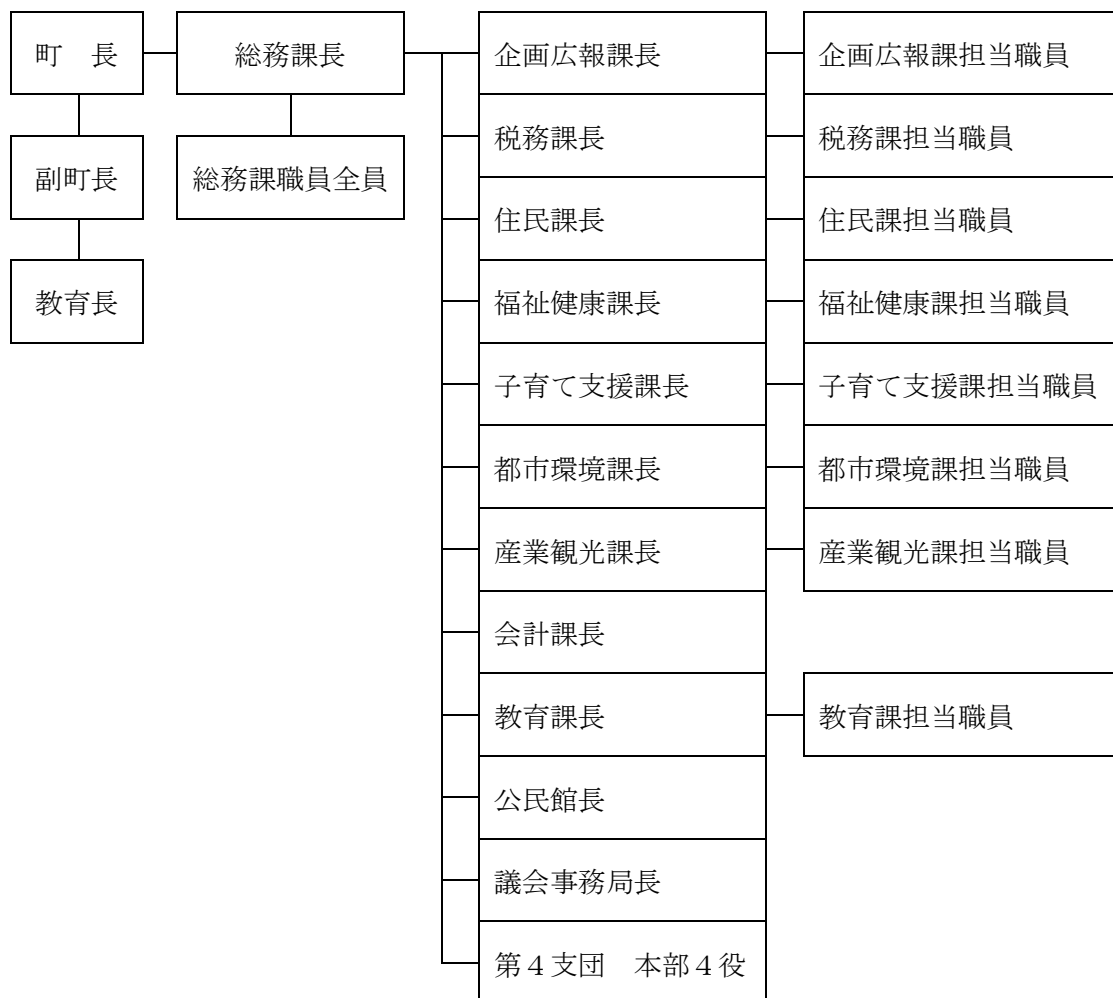 町　長
総務課長
企画広報課長
企画広報課担当職員
税務課長
税務課担当職員
副町長
総務課職員全員
住民課長
住民課担当職員
教育長
福祉健康課長
福祉健康課担当職員
子育て支援課長
子育て支援課担当職員
都市環境課長
都市環境課担当職員
産業観光課長
産業観光課担当職員
会計課長
教育課長
教育課担当職員
公民館長
議会事務局長
第４支団　本部４役